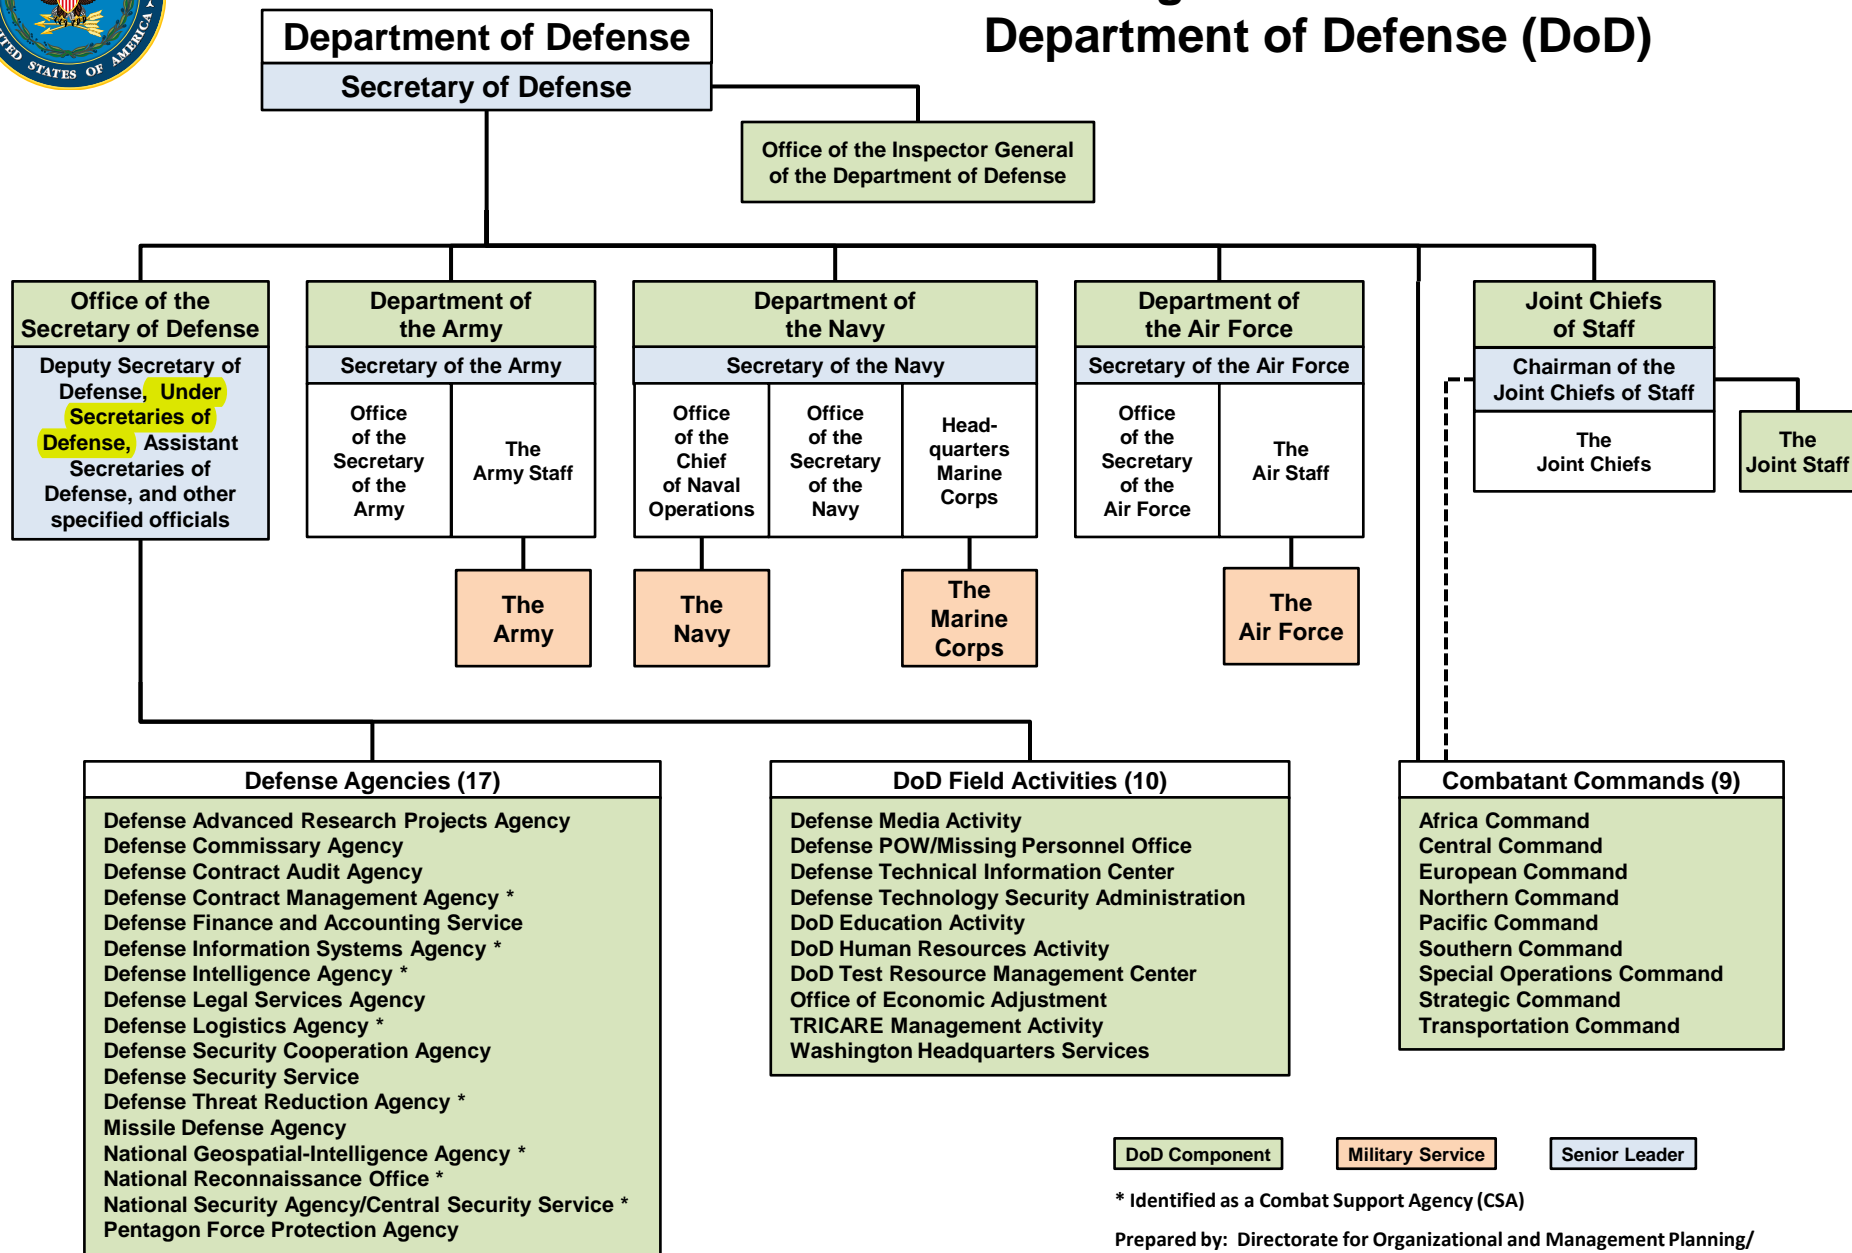 STATES OF AMERICA
Department of Defense (DoD)
Department of Defense
Secretary of Defense
Office of the Inspector General
of the Department of Defense
Office of the
Secretary of Defense
Deputy Secretary of
Defense, Under
Secretaries of
Defense, Assistant
Secretaries of
Defense, and other
specified officials
Department of
the Army
Secretary of the Army
Office
of the
Secretary
of the
Army
The
Army Staff
The
Army
Department of
the Navy
Secretary of the Navy
Office
of the
Chief
of Naval
Operations
Office
of the
Secretary
of the
Navy
Head-
quarters
Marine
Corps
The
Navy
The
Marine
Corps
Department of
the Air Force
Secretary of the Air Force
Office
of the
Secretary
of the
Air Force
The
Air Staff
The
Air Force
Joint Chiefs
of Staff
Chairman of the
Joint Chiefs of Staff
The
Joint Chiefs
The
Joint Staff
Defense Agencies (17)
Defense Advanced Research Projects Agency
Defense Commissary Agency
Defense Contract Audit Agency
Defense Contract Management Agency *
Defense Finance and Accounting Service
Defense Information Systems Agency *
Defense Intelligence Agency *
Defense Legal Services Agency
Defense Logistics Agency *
Defense Security Cooperation Agency
Defense Security Service
Defense Threat Reduction Agency *
Missile Defense Agency
National Geospatial-Intelligence Agency *
National Reconnaissance Office *
National Security Agency/Central Security Service *
Pentagon Force Protection Agency
DoD Field Activities (10)
Defense Media Activity
Defense POW/Missing Personnel Office
Defense Technical Information Center
Defense Technology Security Administration
DoD Education Activity
DoD Human Resources Activity
DoD Test Resource Management Center
Office of Economic Adjustment
TRICARE Management Activity
Washington Headquarters Services
Combatant Commands (9)
Africa Command
Central Command
European Command
Northern Command
Pacific Command
Southern Command
Special Operations Command
Strategic Command
Transportation Command
DoD Component
Military Service
Senior Leader
* Identified as a Combat Support Agency (CSA)
Prepared by: Directorate for Organizational and Management Planning/